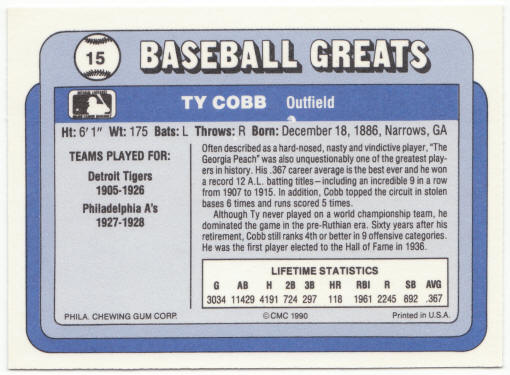 15
BASEBALL GREATS
TY COBB Outfield
Ht: 6' 1" Wt: 175 Bats: L Throws: R Born: December 18, 1886, Narrows, GA
TEAMS PLAYED FOR:
Detroit Tigers
1905-1926
Philadelphia A's
1927-1928
Often described as a hard-nosed, nasty and vindictive player, "The
Georgia Peach" was also unquestionably one of the greatest play-
ers in history. His .367 career average is the best ever and he won
a record 12 A.L. batting titles—including an incredible 9 in a row
from 1907 to 1915. In addition, Cobb topped the circuit in stolen
bases 6 times and runs scored 5 times.
Although Ty never played on a world championship team, he
dominated the game in the pre-Ruthian era. Sixty years after his
retirement, Cobb still ranks 4th or better in 9 offensive categories.
He was the first player elected to the Hall of Fame in 1936.
LIFETIME STATISTICS
G AB H 2B 3B HR RBI R SB AVG
3034 11429 4191 724 297 118 1961 2245 892 .367
PHILA. CHEWING GUM CORP. ©CMC 1990 Printed in U.S.A.